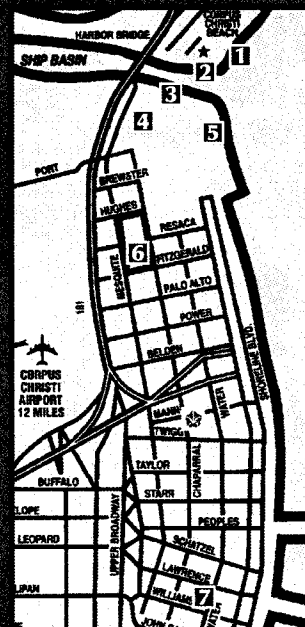 CORPUS
CHRISTI
BEACH
HARBOR BRIDGE
1
SHIP BASIN
2
3
4
5
PORT
BREWSTER
HUGHES
RESACA
6
FITZGERALD
MESQUITE
PALO ALTO
181
POWER
SHORELINE BLVD.
BELDEN
CORPUS
CHRISTI
AIRPORT
12 MILES
MANN
WATER
TWIGG
TAYLOR
CHAPARRAL
BUFFALO
STARR
UPPER BROADWAY
PEOPLES
LEOPARD
SCHATZEL
LAWRENCE
WILLIAM
7
WATER